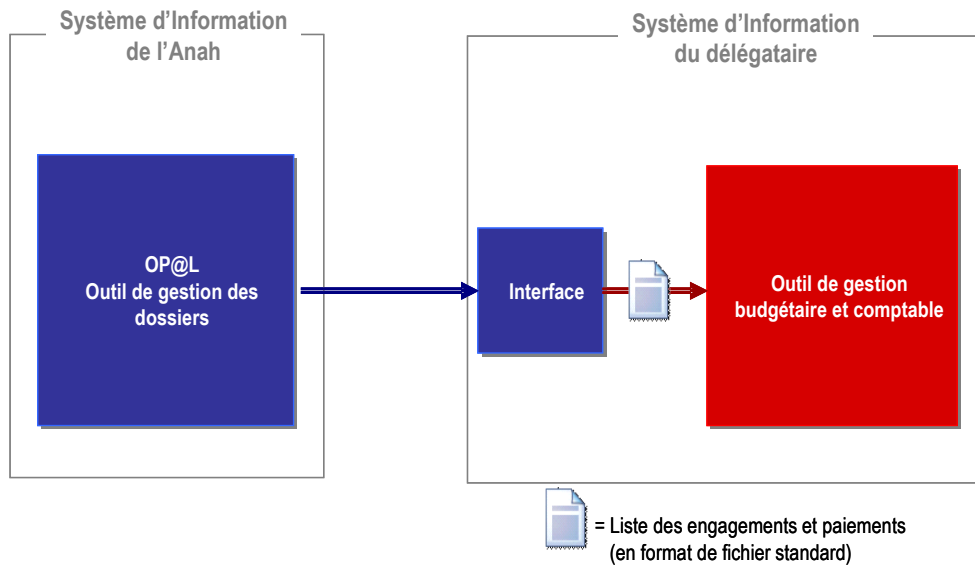 Système d'Information
de l'Anah
Système d'Information
du délégataire
OP@L
Outil de gestion des
dossiers
Interface
Outil de gestion
budgétaire et comptable
= Liste des engagements et paiements
(en format de fichier standard)